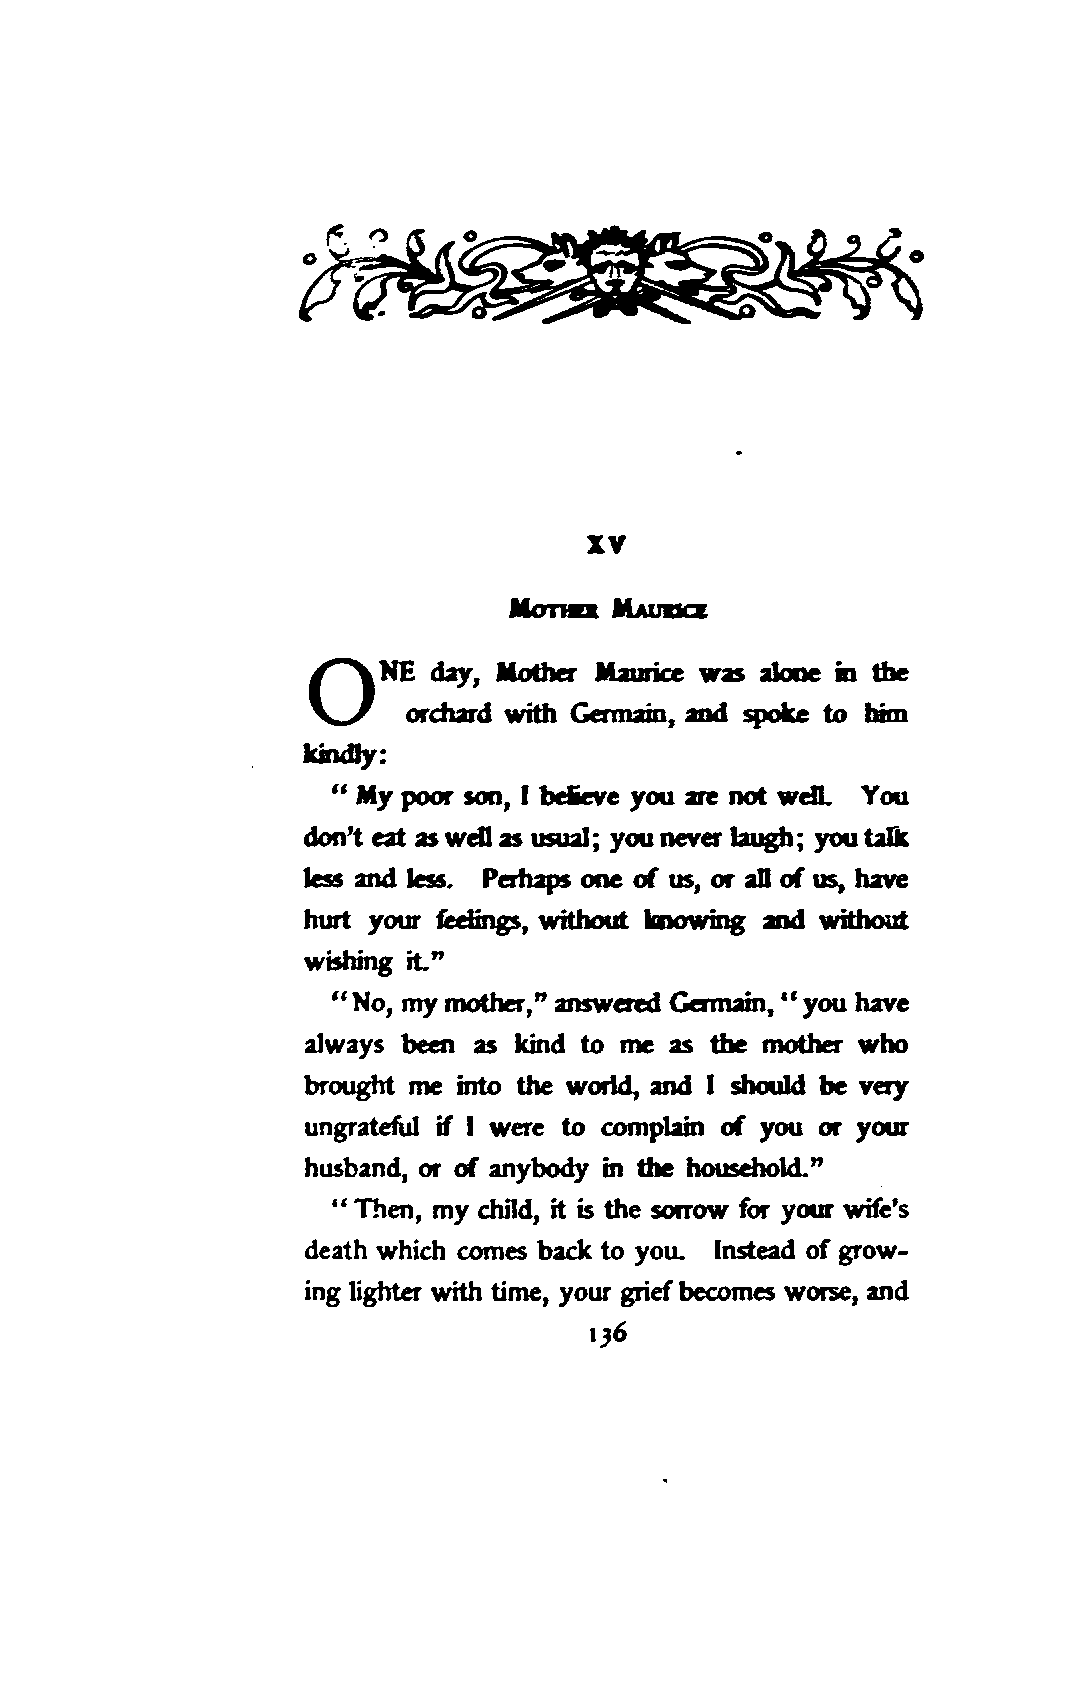 XV
MOTHER MAURICE
ONE day, Mother Maurice was alone in the
orchard with Germain, and spoke to him
kindly:
“ My poor son, I believe you are not well. You
don’t eat as well as usual; you never laugh; you talk
less and less. Perhaps one of us, or all of us, have
hurt your feelings, without knowing and without
wishing it.”
“No, my mother,” answered Germain, “you have
always been as kind to me as the mother who
brought me into the world, and I should be very
ungrateful if I were to complain of you or your
husband, or of anybody in the household.”
“Then, my child, it is the sorrow for your wife’s
death which comes back to you. Instead of grow-
ing lighter with time, your grief becomes worse, and
136